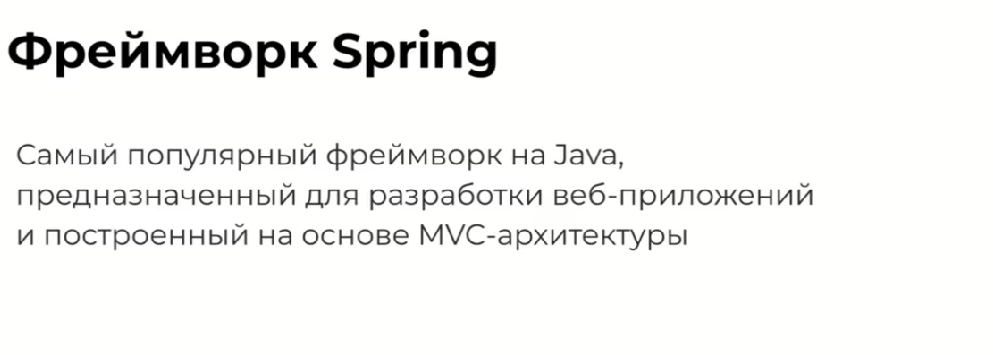 Фреймворк Spring
Самый популярный фреймворк на Java,
предназначенный для разработки веб-приложений
и построенный на основе MVC-архитектуры